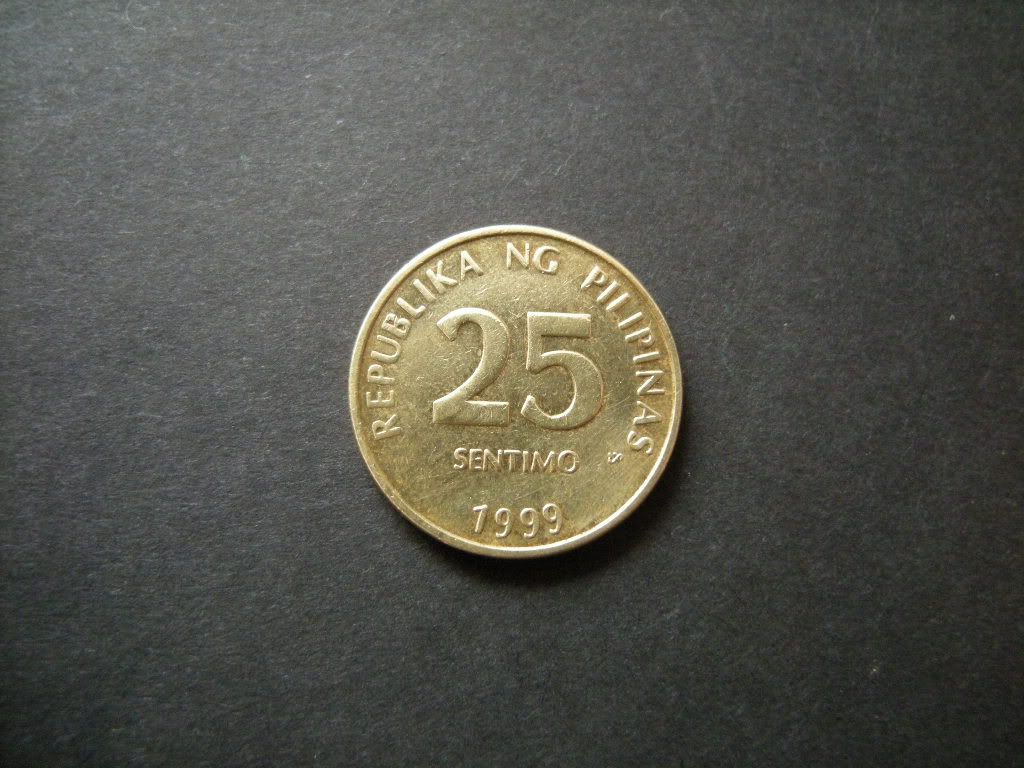 REPUBLIKA NG PILIPINAS
25
SENTIMO
S
1999